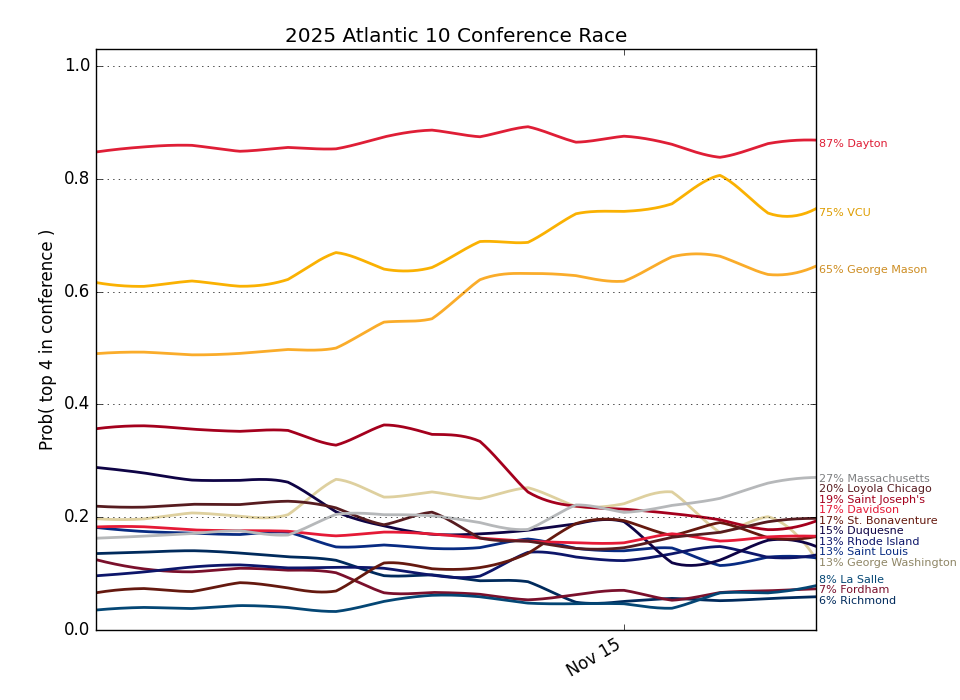 2025 Atlantic 10 Conference Race
1.0
0.8
0.6
0.4
0.2
0.0
Prob( top 4 in conference )
Nov 15
87% Dayton
75% VCU
65% George Mason
27% Massachusetts
20% Loyola Chicago
19% Saint Joseph's
17% Davidson
17% St. Bonaventure
15% Duquesne
13% Rhode Island
13% Saint Louis
13% George Washington
8% La Salle
7% Fordham
6% Richmond